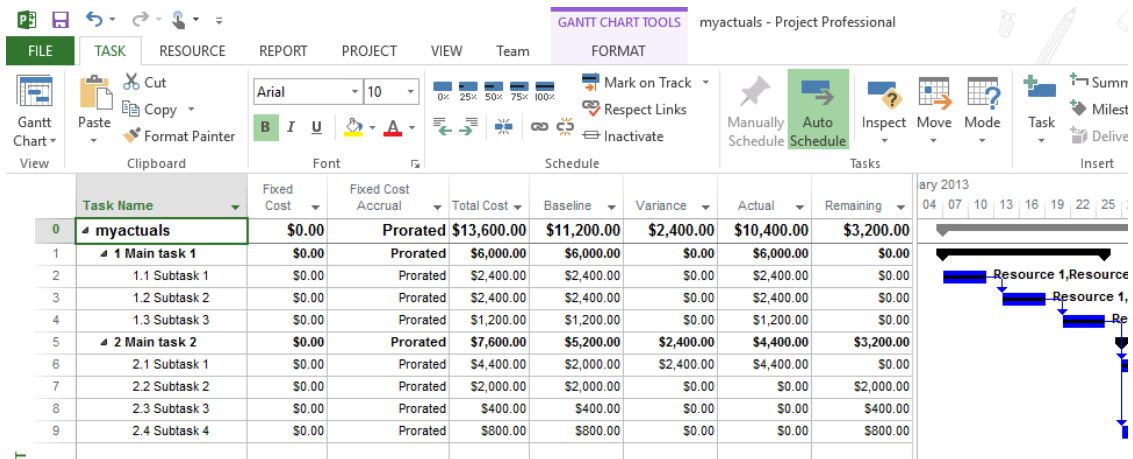 GANTT CHART TOOLS myactuals - Project Professional
FILE TASK RESOURCE REPORT PROJECT VIEW Team FORMAT
Gantt Chart
View
Paste
Cut
Copy
Format Painter
Clipboard
Arial 10
B I U A
Font
0% 25% 50% 75% 100%
Mark on Track
Respect Links
Inactivate
Schedule
Manually Schedule
Auto Schedule
Inspect Move Mode
Tasks
Task
Summ
Milest
Delive
Insert
Task Name Fixed Cost Fixed Cost Accrual Total Cost Baseline Variance Actual Remaining
ary 2013
04 07 10 13 16 19 22 25
0 myactuals $0.00 Prorated $13,600.00 $11,200.00 $2,400.00 $10,400.00 $3,200.00
1 1 Main task 1 $0.00 Prorated $6,000.00 $6,000.00 $0.00 $6,000.00 $0.00
2 1.1 Subtask 1 $0.00 Prorated $2,400.00 $2,400.00 $0.00 $2,400.00 $0.00 Resource 1,Resource
3 1.2 Subtask 2 $0.00 Prorated $2,400.00 $2,400.00 $0.00 $2,400.00 $0.00 Resource 1,
4 1.3 Subtask 3 $0.00 Prorated $1,200.00 $1,200.00 $0.00 $1,200.00 $0.00 Re
5 2 Main task 2 $0.00 Prorated $7,600.00 $5,200.00 $2,400.00 $4,400.00 $3,200.00
6 2.1 Subtask 1 $0.00 Prorated $4,400.00 $2,000.00 $2,400.00 $4,400.00 $0.00
7 2.2 Subtask 2 $0.00 Prorated $2,000.00 $2,000.00 $0.00 $0.00 $2,000.00
8 2.3 Subtask 3 $0.00 Prorated $400.00 $400.00 $0.00 $0.00 $400.00
9 2.4 Subtask 4 $0.00 Prorated $800.00 $800.00 $0.00 $0.00 $800.00